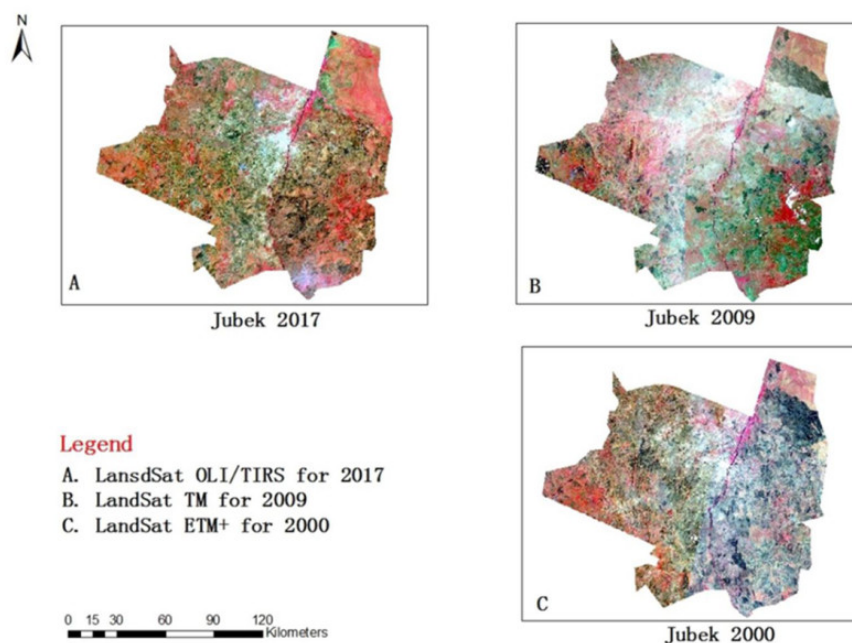 N
A
Jubek 2017
B
Jubek 2009
Legend
A. LansdSat OLI/TIRS for 2017
B. LandSat TM for 2009
C. LandSat ETM+ for 2000
0 15 30 60 90 120
Kilometers
C
Jubek 2000